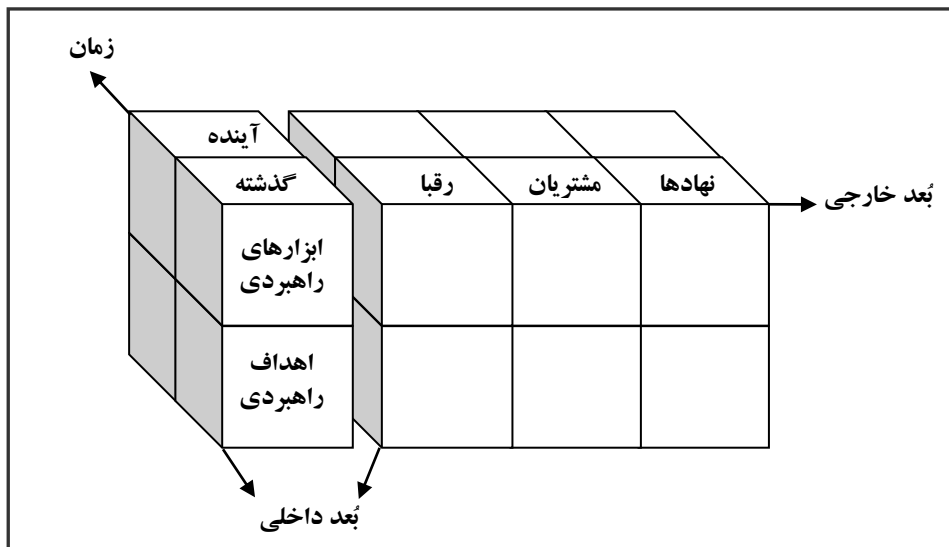 زمان
آینده
گذشته
رقبا
مشتریان
نهادها
بُعد خارجی
ابزارهای
راهبردی
اهداف
راهبردی
بُعد داخلی